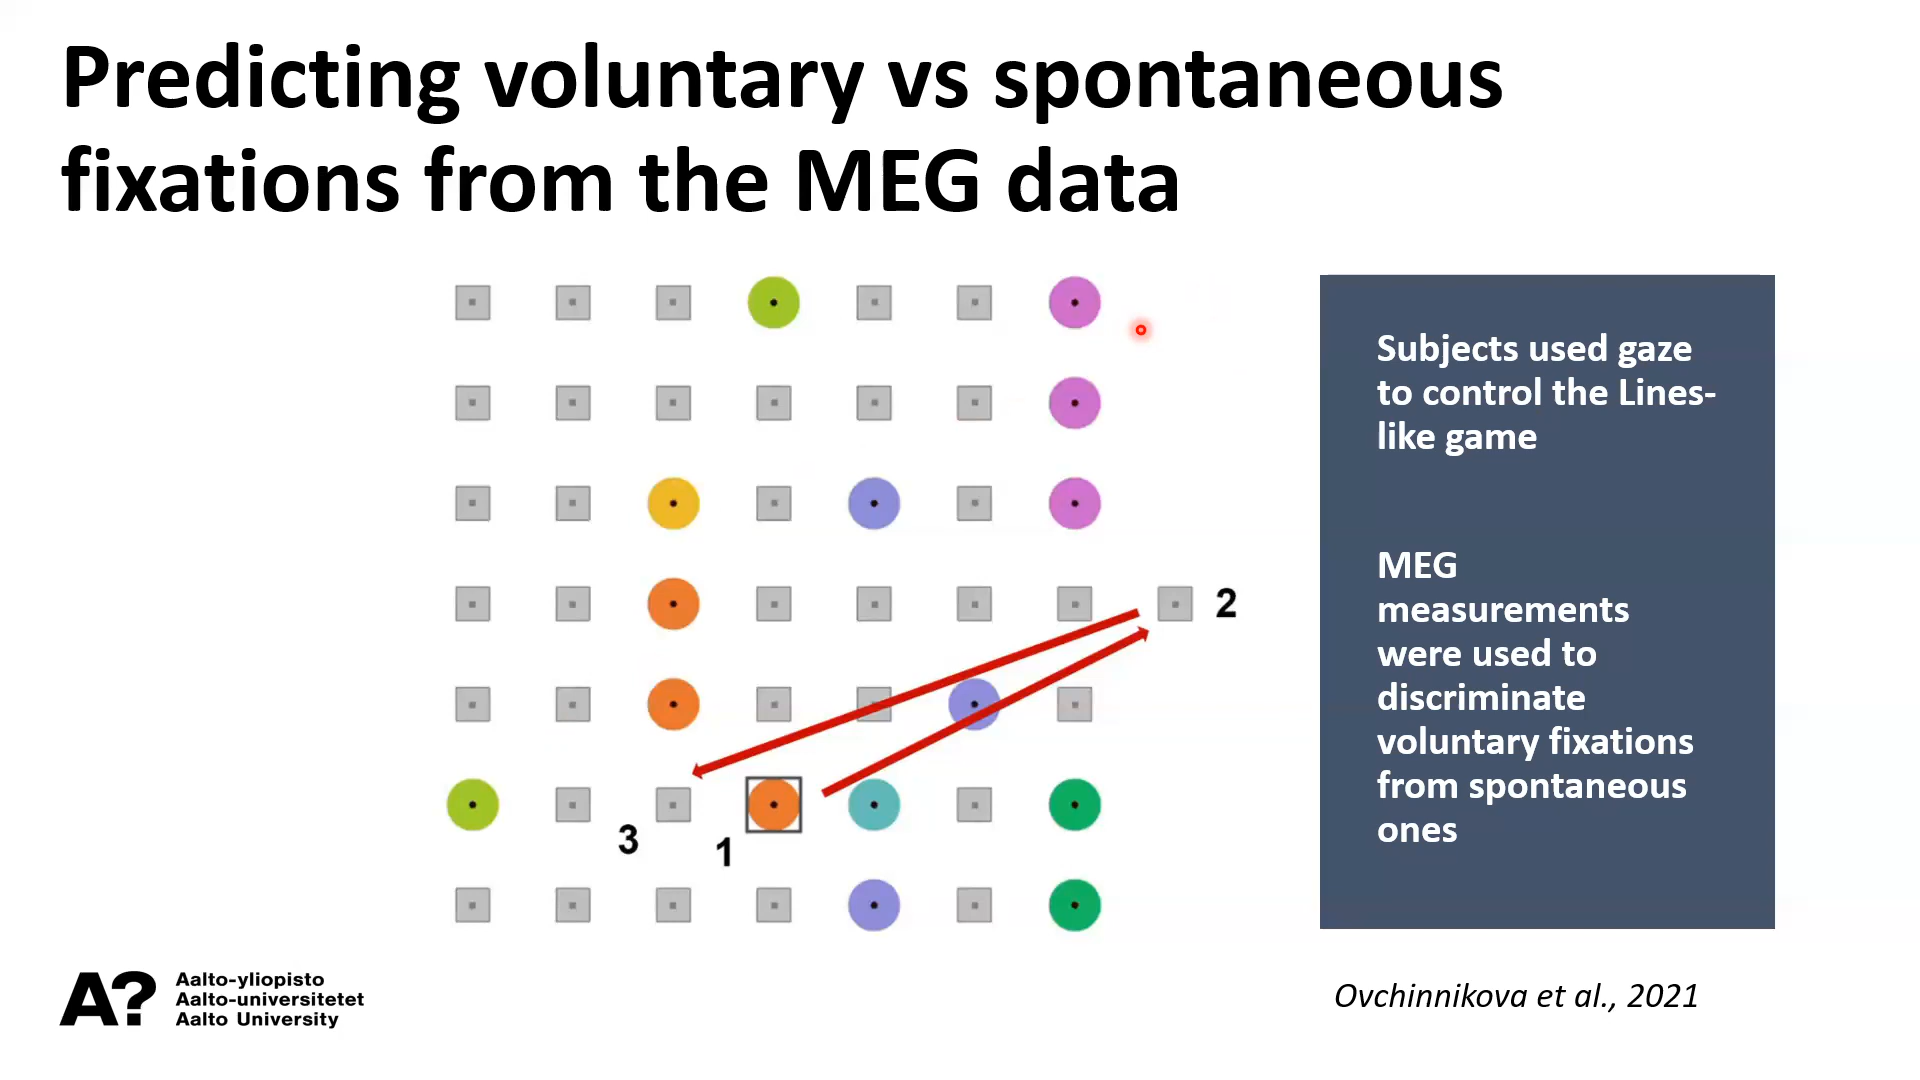 Predicting voluntary vs spontaneous
fixations from the MEG data
2
3
1
Subjects used gaze
to control the Lines-
like game
MEG
measurements
were used to
discriminate
voluntary fixations
from spontaneous
ones
A?
Aalto-yliopisto
Aalto-universitetet
Aalto University
Ovchinnikova et al., 2021